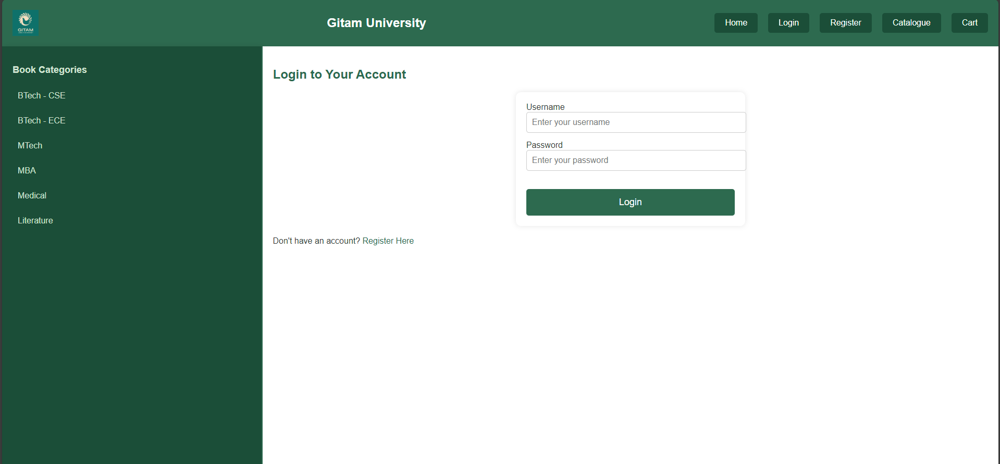 GITAM
Gitam University
Home
Login
Register
Catalogue
Cart
Book Categories
BTech - CSE
BTech - ECE
MTech
MBA
Medical
Literature
Login to Your Account
Username
Enter your username
Password
Enter your password
Login
Don't have an account? Register Here